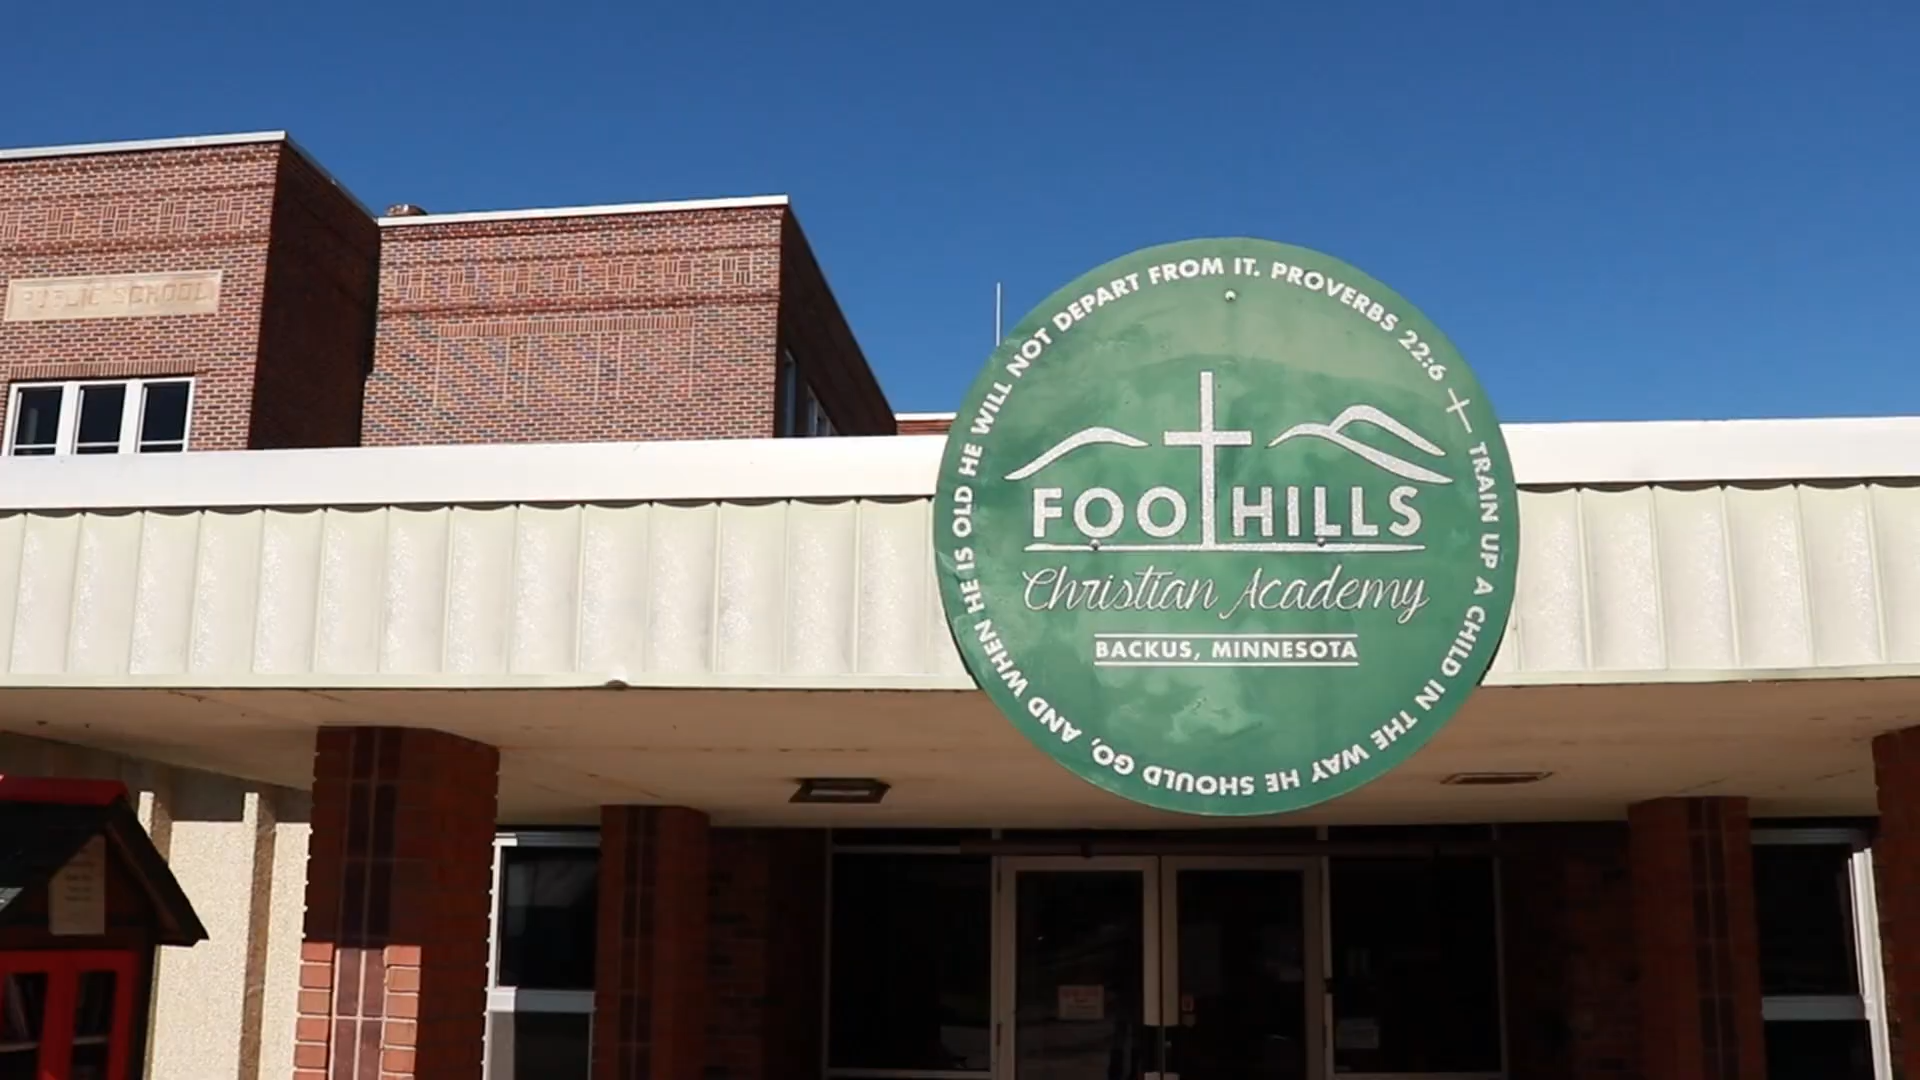 PUBLIC SCHOOL
TRAIN UP A CHILD IN THE WAY HE SHOULD GO, AND WHEN HE IS OLD HE WILL NOT DEPART FROM IT. PROVERBS 22:6
FOOTHILLS
Christian Academy
BACKUS, MINNESOTA